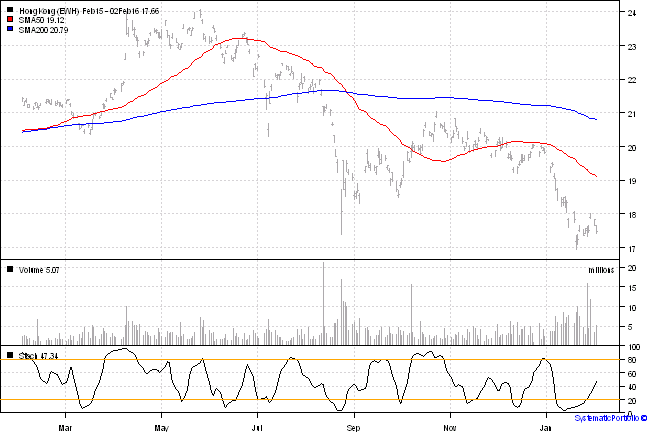 Hong Kong (EWH) Feb15 - 02Feb16 17.66
SMA50 19.12
SMA200 20.79
24
23
22
21
20
19
18
17
Volume 5.07
millions
20
15
10
5
Stoch 47.34
100
80
60
40
20
0
Mar
May
Jul
Sep
Nov
Jan
SystematicPortfolio ©